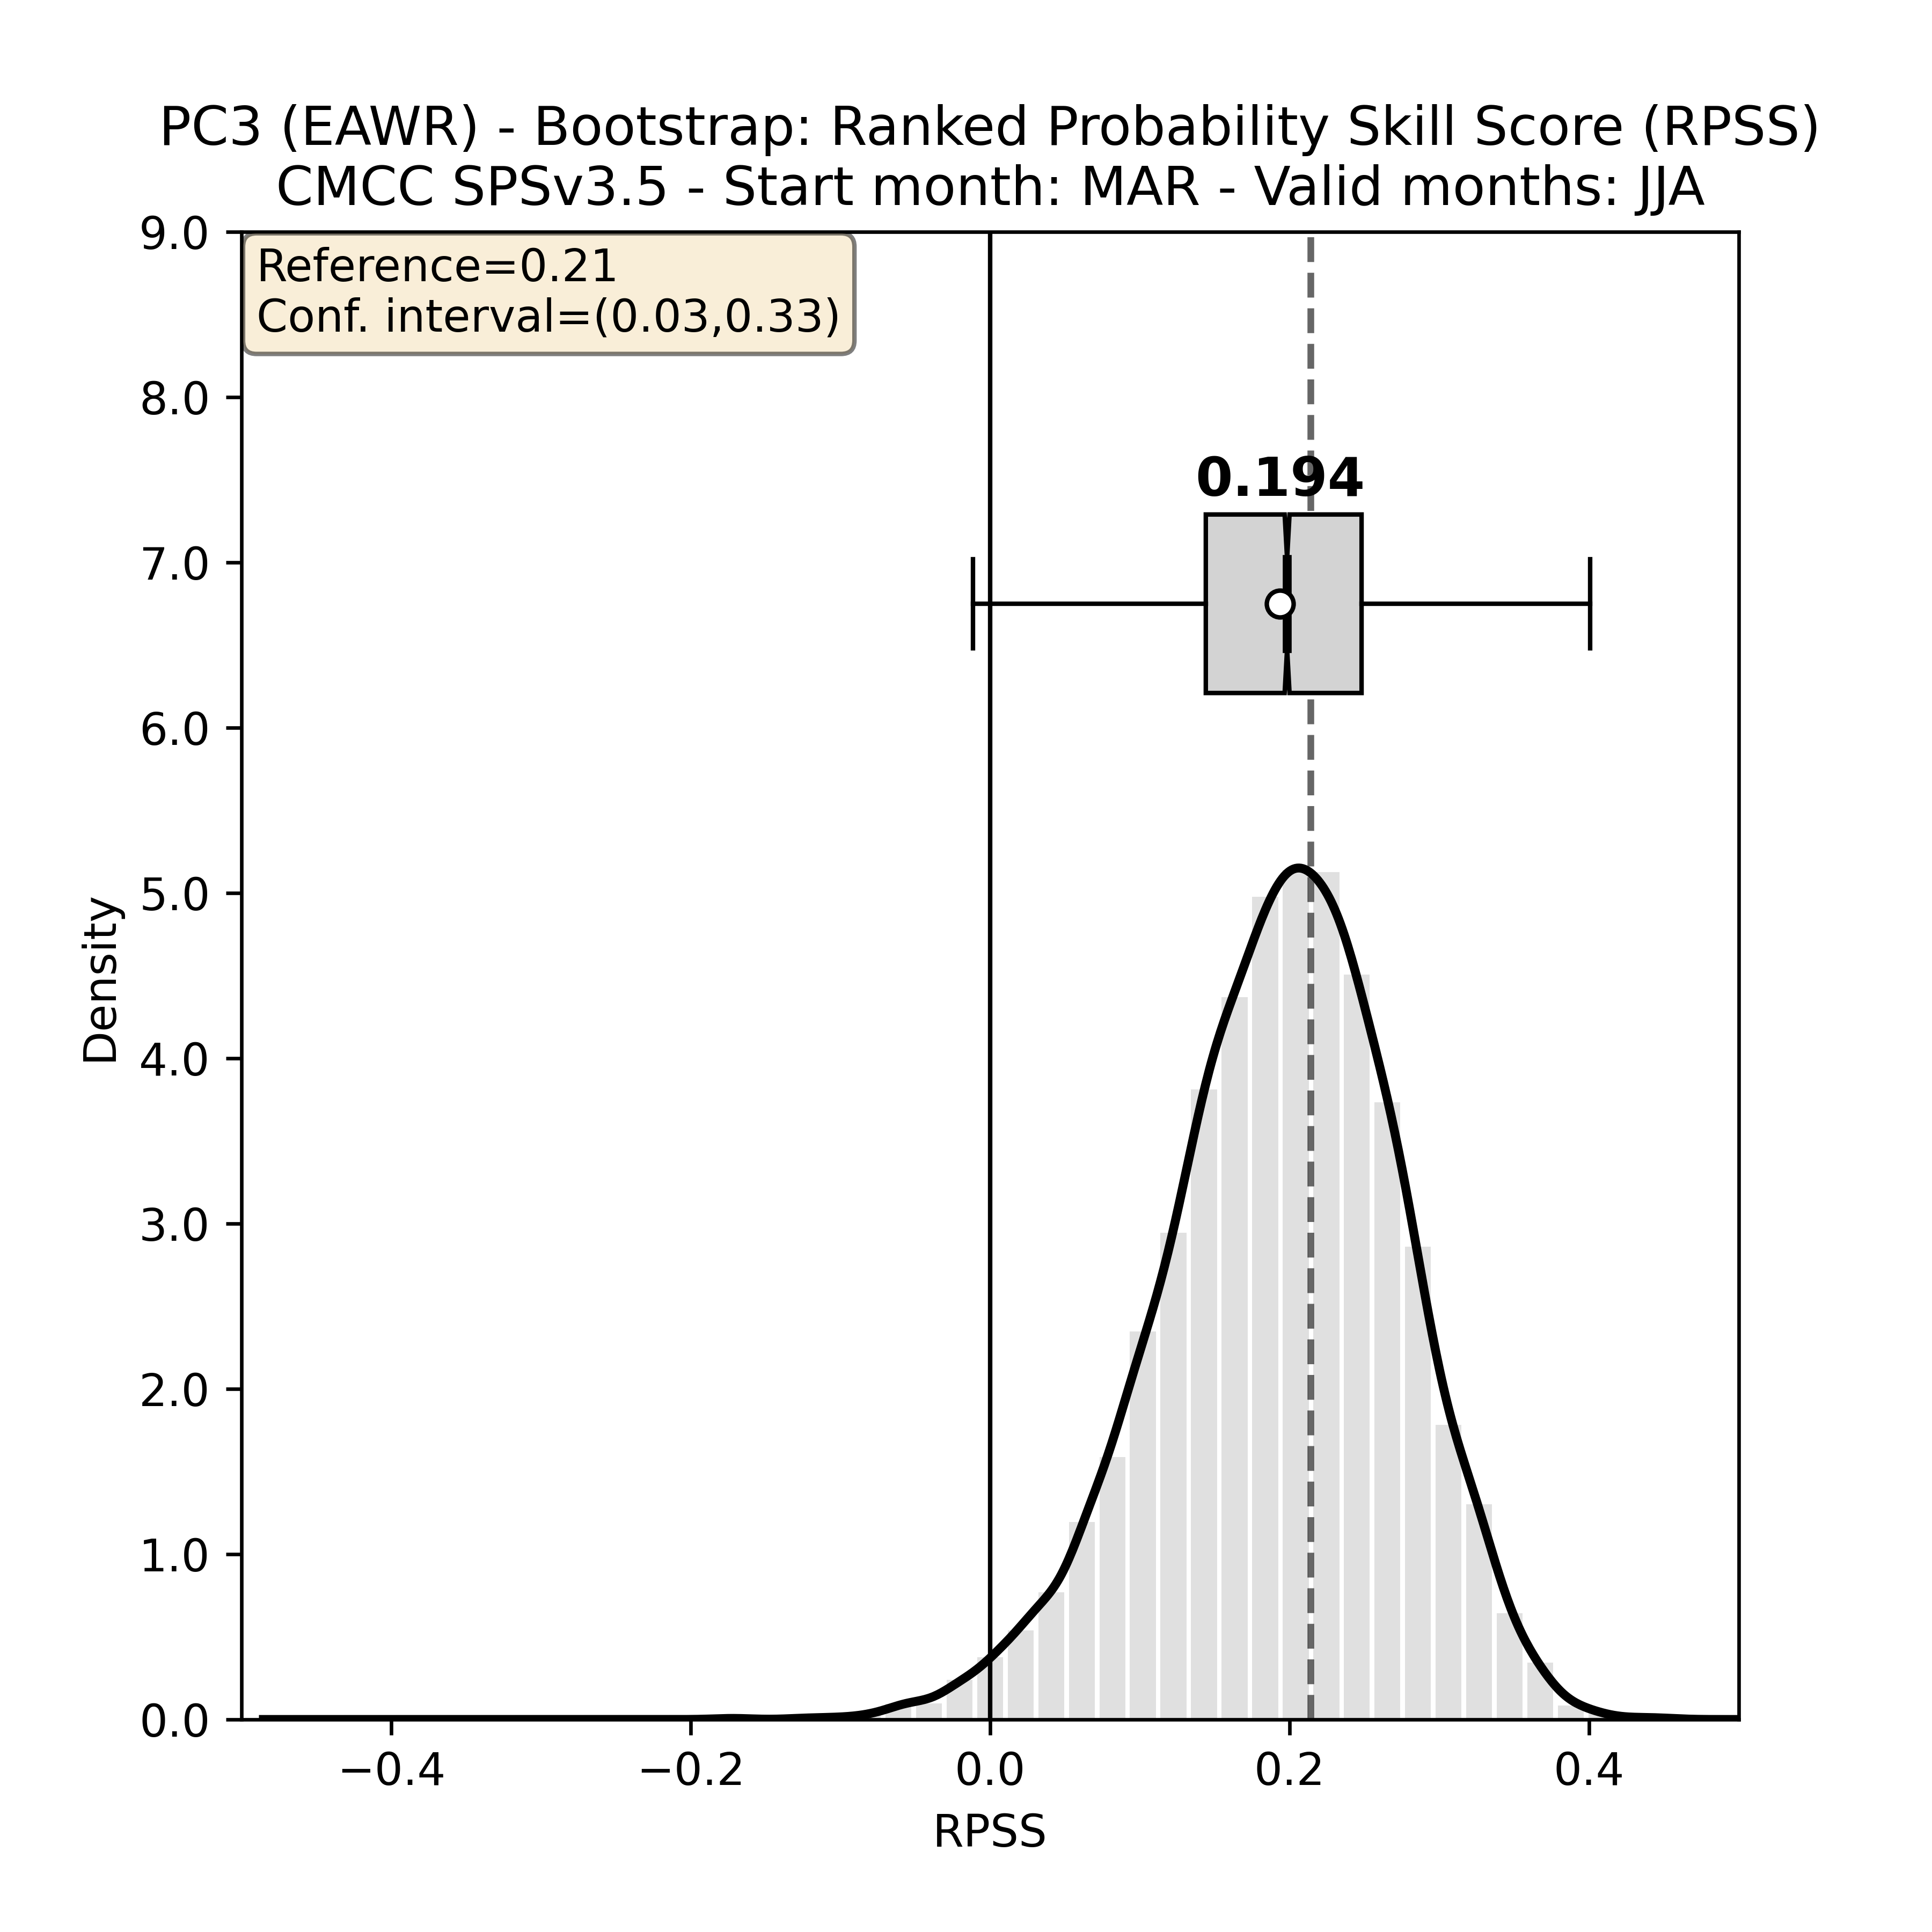 PC3 (EAWR) - Bootstrap: Ranked Probability Skill Score (RPSS)
CMCC SPSv3.5 - Start month: MAR - Valid months: JJA
9.0
Reference=0.21
Conf. interval=(0.03,0.33)
8.0
0.194
7.0
6.0
5.0
Density
4.0
3.0
2.0
1.0
0.0
−0.4
−0.2
0.0
0.2
0.4
RPSS